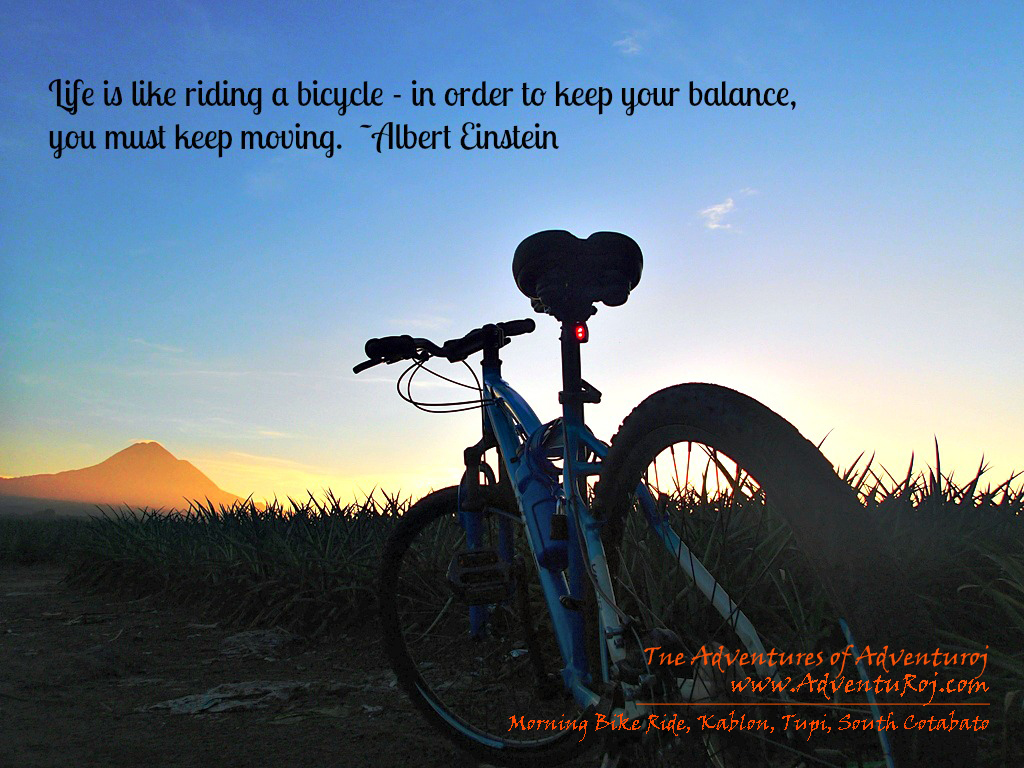 Life is like riding a bicycle - in order to keep your balance,
you must keep moving. ~Albert Einstein
Tne Adventures of Adventuroj
www.AdventuRoj.com
Morning Bike Ride, Kablon, Tupi, South Cotabato